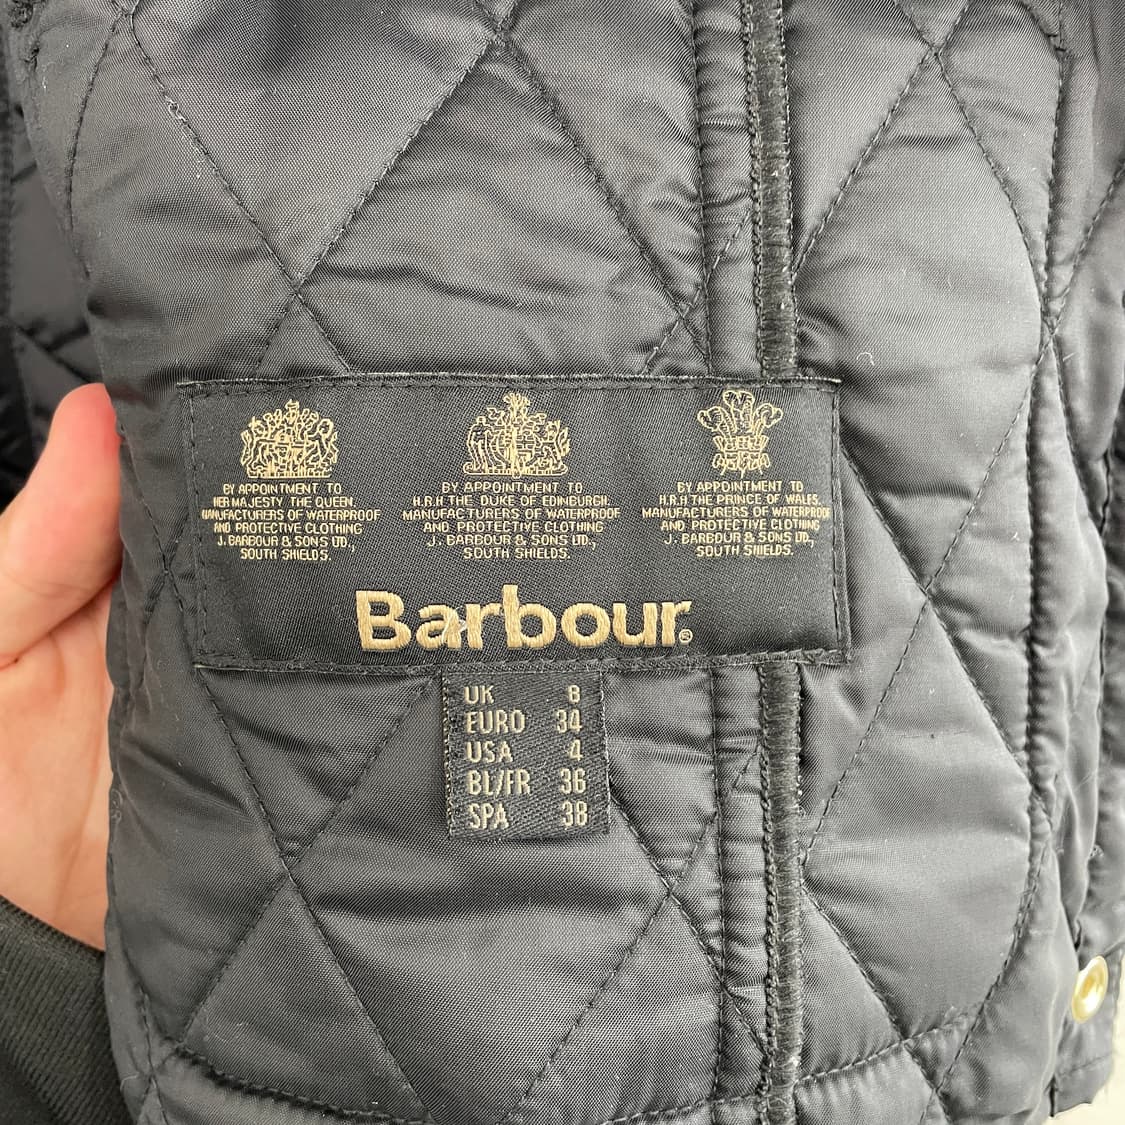 BY APPOINTMENT TO
HER MAJESTY THE QUEEN.
MANUFACTURERS OF WATERPROOF
AND PROTECTIVE CLOTHING
J. BARBOUR & SONS LTD.,
SOUTH SHIELDS.
BY APPOINTMENT TO
H.R.H THE DUKE OF EDINBURGH.
MANUFACTURERS OF WATERPROOF
AND PROTECTIVE CLOTHING
J. BARBOUR & SONS LTD.,
SOUTH SHIELDS.
BY APPOINTMENT TO
H.R.H THE PRINCE OF WALES.
MANUFACTURERS OF WATERPROOF
AND PROTECTIVE CLOTHING
J. BARBOUR & SONS LTD.,
SOUTH SHIELDS.
Barbour®
UK 8
EURO 34
USA 4
BL/FR 36
SPA 38